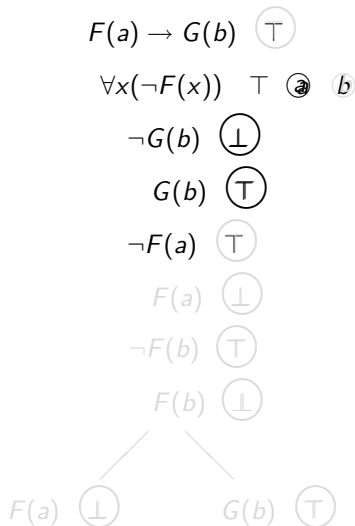 F(a) → G(b) ⊤
∀x(¬F(x)) ⊤ a b
¬G(b) ⊥
G(b) ⊤
¬F(a) ⊤
F(a) ⊥
¬F(b) ⊤
F(b) ⊥
F(a) ⊥ G(b) ⊤